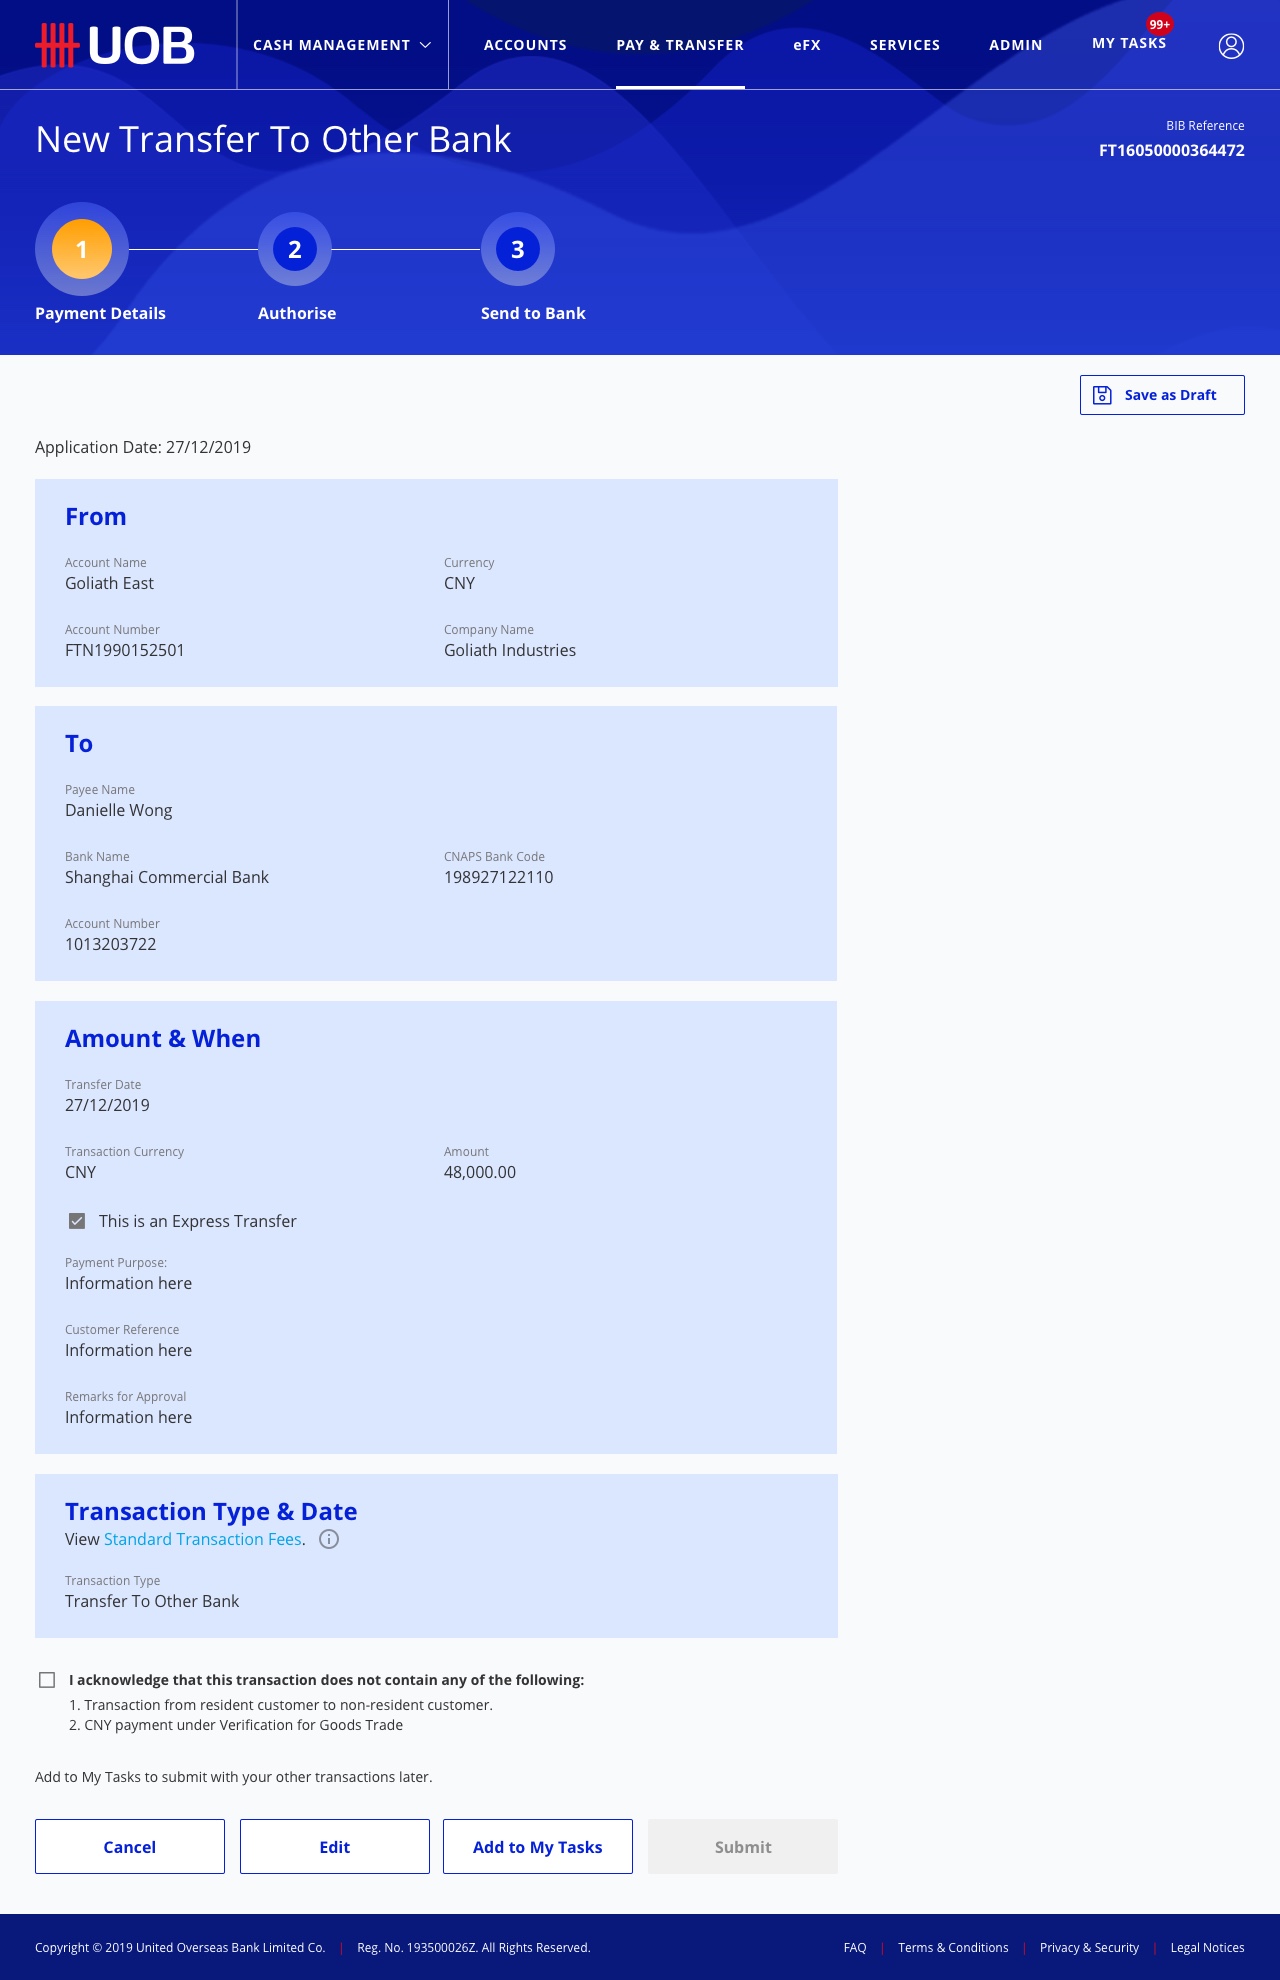 UOB
CASH MANAGEMENT
ACCOUNTS
PAY & TRANSFER
eFX
SERVICES
ADMIN
MY TASKS
99+
New Transfer To Other Bank
BIB Reference
FT16050000364472
1
2
3
Payment Details
Authorise
Send to Bank
Save as Draft
Application Date: 27/12/2019
From
Account Name
Currency
Goliath East
CNY
Account Number
Company Name
FTN1990152501
Goliath Industries
To
Payee Name
Danielle Wong
Bank Name
CNAPS Bank Code
Shanghai Commercial Bank
198927122110
Account Number
1013203722
Amount & When
Transfer Date
27/12/2019
Transaction Currency
Amount
CNY
48,000.00
This is an Express Transfer
Payment Purpose:
Information here
Customer Reference
Information here
Remarks for Approval
Information here
Transaction Type & Date
View Standard Transaction Fees.
Transaction Type
Transfer To Other Bank
I acknowledge that this transaction does not contain any of the following:
1. Transaction from resident customer to non-resident customer.
2. CNY payment under Verification for Goods Trade
Add to My Tasks to submit with your other transactions later.
Cancel
Edit
Add to My Tasks
Submit
Copyright © 2019 United Overseas Bank Limited Co. | Reg. No. 193500026Z. All Rights Reserved.
FAQ | Terms & Conditions | Privacy & Security | Legal Notices